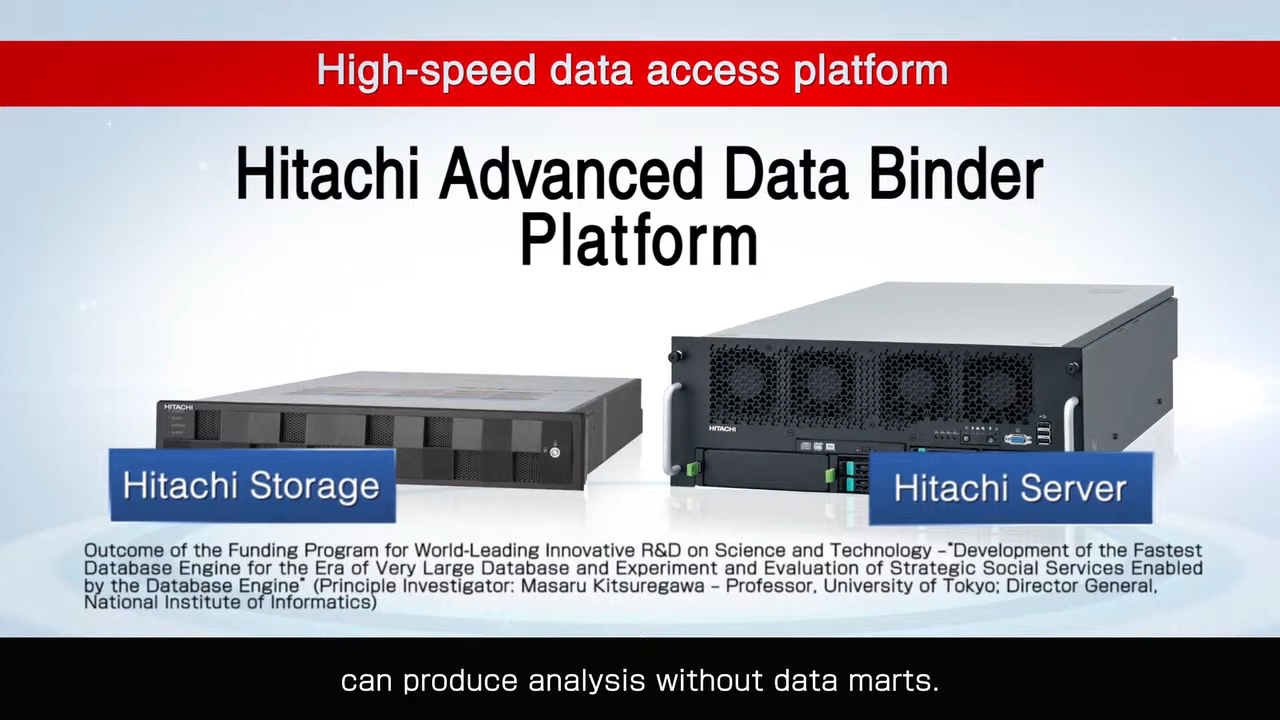 High-speed data access platform
Hitachi Advanced Data Binder
Platform
HITACHI
HITACHI
Hitachi Storage
Hitachi Server
Outcome of the Funding Program for World-Leading Innovative R&D on Science and Technology –"Development of the Fastest
Database Engine for the Era of Very Large Database and Experiment and Evaluation of Strategic Social Services Enabled
by the Database Engine" (Principle Investigator: Masaru Kitsuregawa – Professor, University of Tokyo; Director General,
National Institute of Informatics)
can produce analysis without data marts.